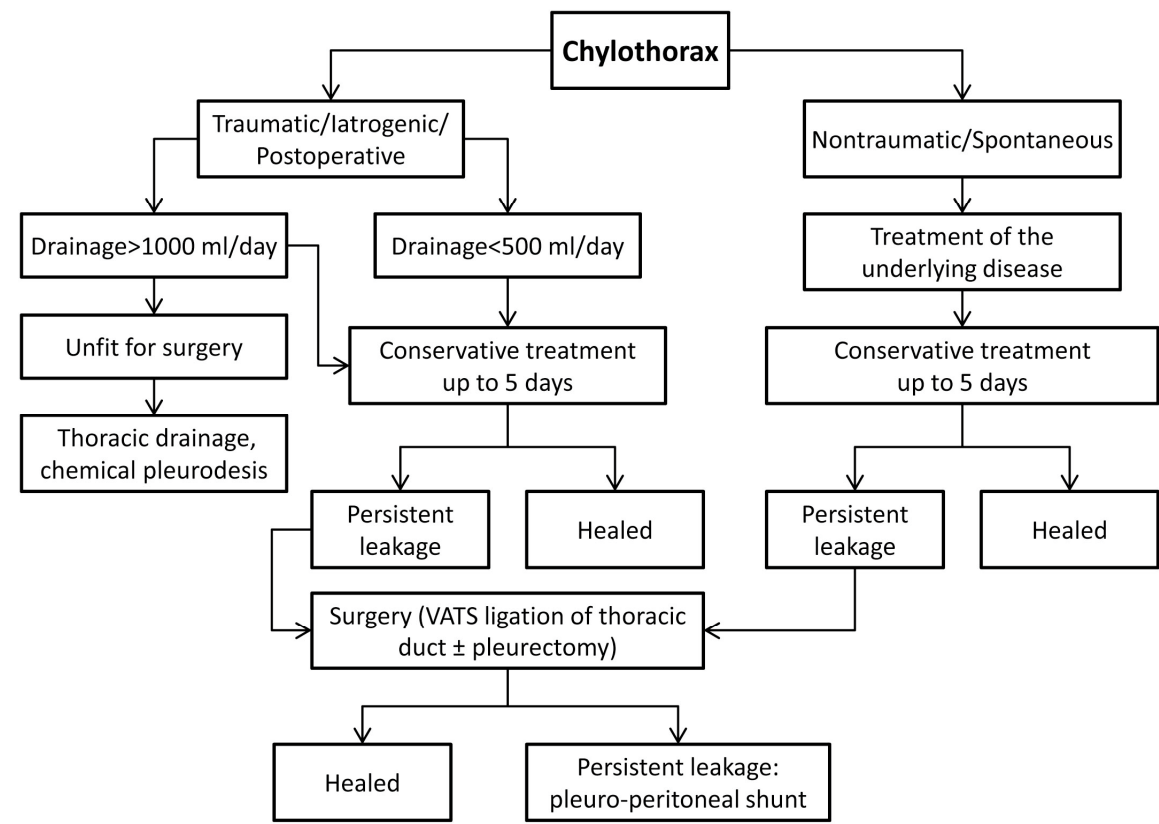 Chylothorax
Traumatic/Iatrogenic/
Postoperative
Nontraumatic/Spontaneous
Drainage>1000 ml/day
Drainage<500 ml/day
Treatment of the
underlying disease
Unfit for surgery
Conservative treatment
up to 5 days
Conservative treatment
up to 5 days
Thoracic drainage,
chemical pleurodesis
Persistent
leakage
Healed
Persistent
leakage
Healed
Surgery (VATS ligation of thoracic
duct ± pleurectomy)
Healed
Persistent leakage:
pleuro-peritoneal shunt